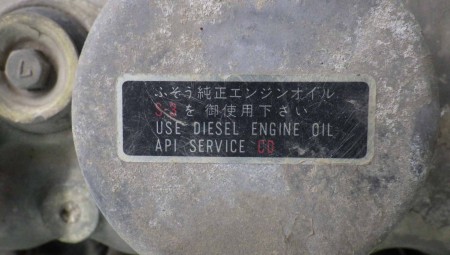 ふそう純正エンジンオイル
S-3を御使用下さい
USE DIESEL ENGINE OIL
API SERVICE CD
L